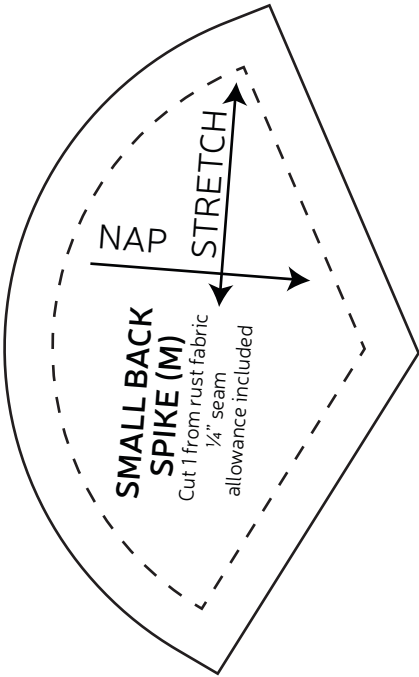 NAP
STRETCH
SMALL BACK
SPIKE (M)
Cut 1 from rust fabric
¼” seam
allowance included